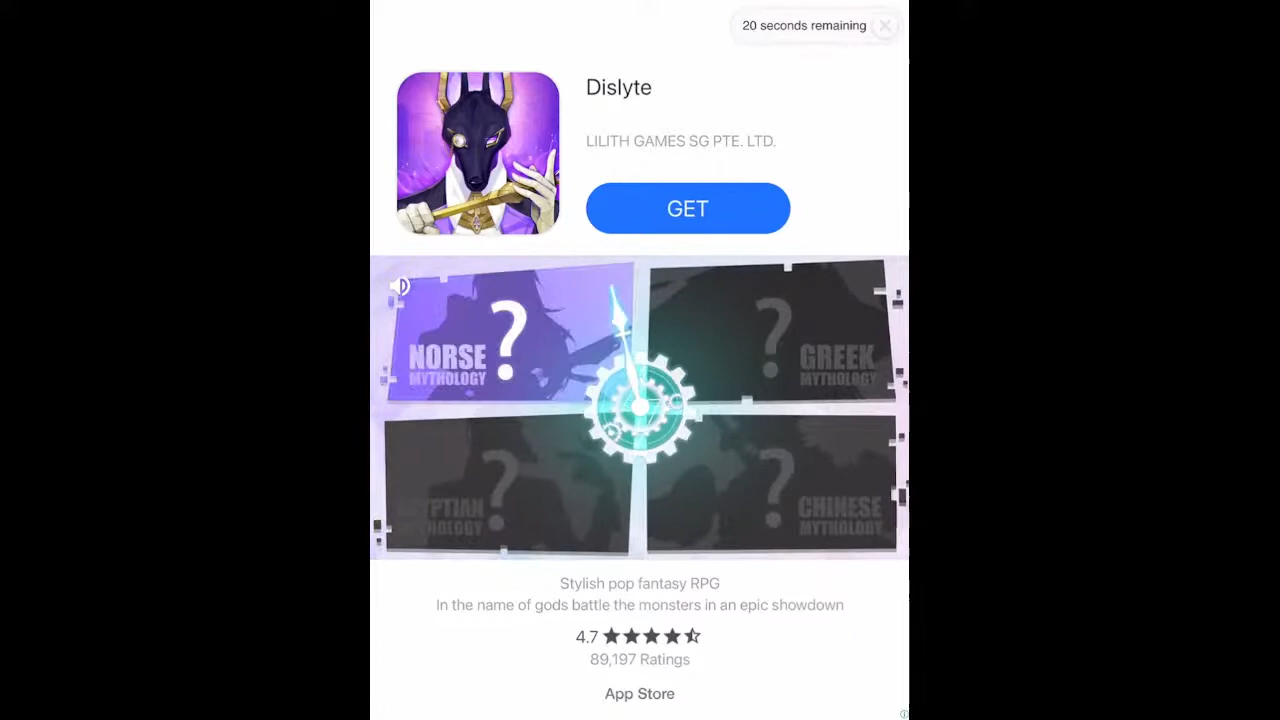 20 seconds remaining
Dislyte
LILITH GAMES SG PTE. LTD.
GET
NORSE
MYTHOLOGY
?
GREEK
MYTHOLOGY
?
EGYPTIAN
MYTHOLOGY
?
CHINESE
MYTHOLOGY
?
Stylish pop fantasy RPG
In the name of gods battle the monsters in an epic showdown
4.7
89,197 Ratings
App Store